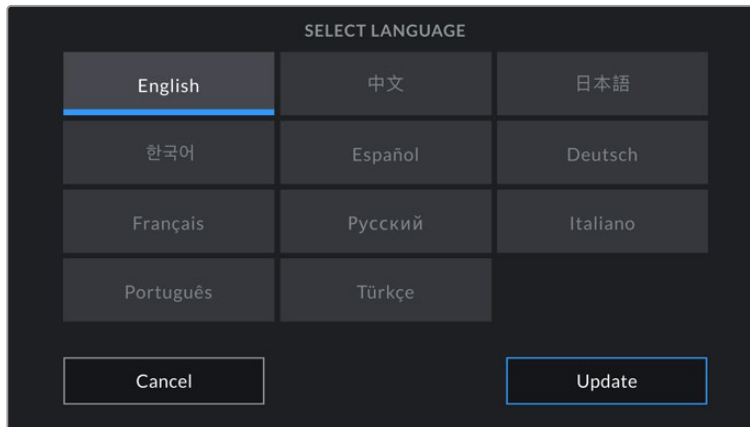 SELECT LANGUAGE
English
中文
日本語
한국어
Español
Deutsch
Français
Русский
Italiano
Português
Türkçe
Cancel
Update